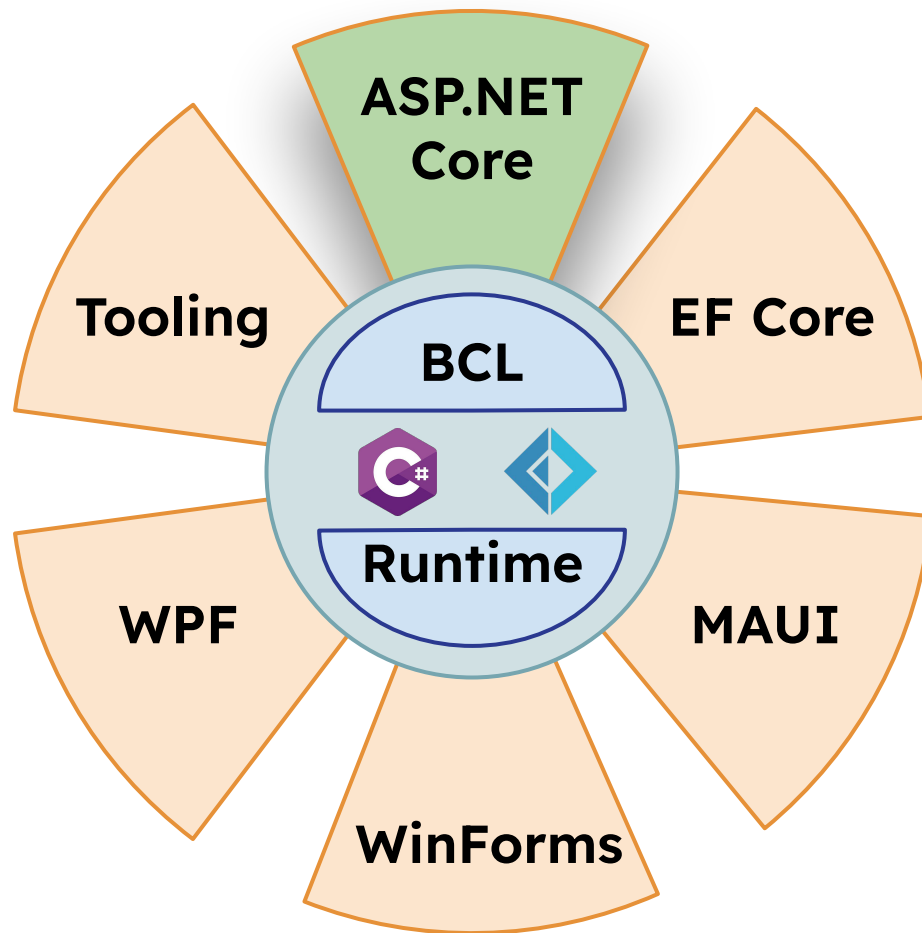 ASP.NET
Core
Tooling
EF Core
BCL
C#
Runtime
WPF
MAUI
WinForms